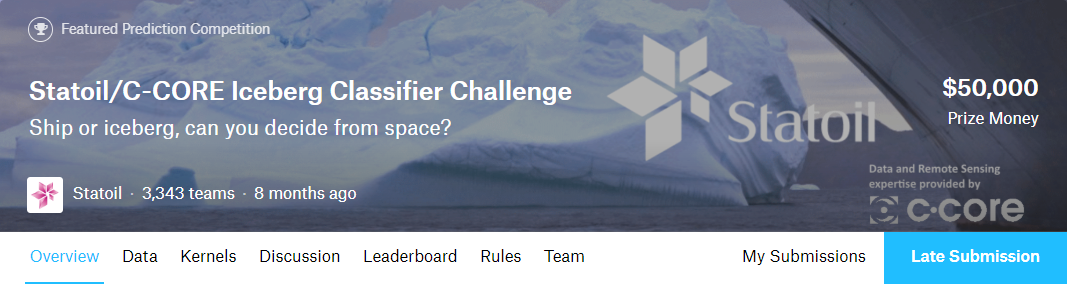 Featured Prediction Competition
Statoil/C-CORE Iceberg Classifier Challenge
Ship or iceberg, can you decide from space?
$50,000
Prize Money
Statoil
Data and Remote Sensing
expertise provided by
c·core
Statoil · 3,343 teams · 8 months ago
Overview Data Kernels Discussion Leaderboard Rules Team My Submissions Late Submission